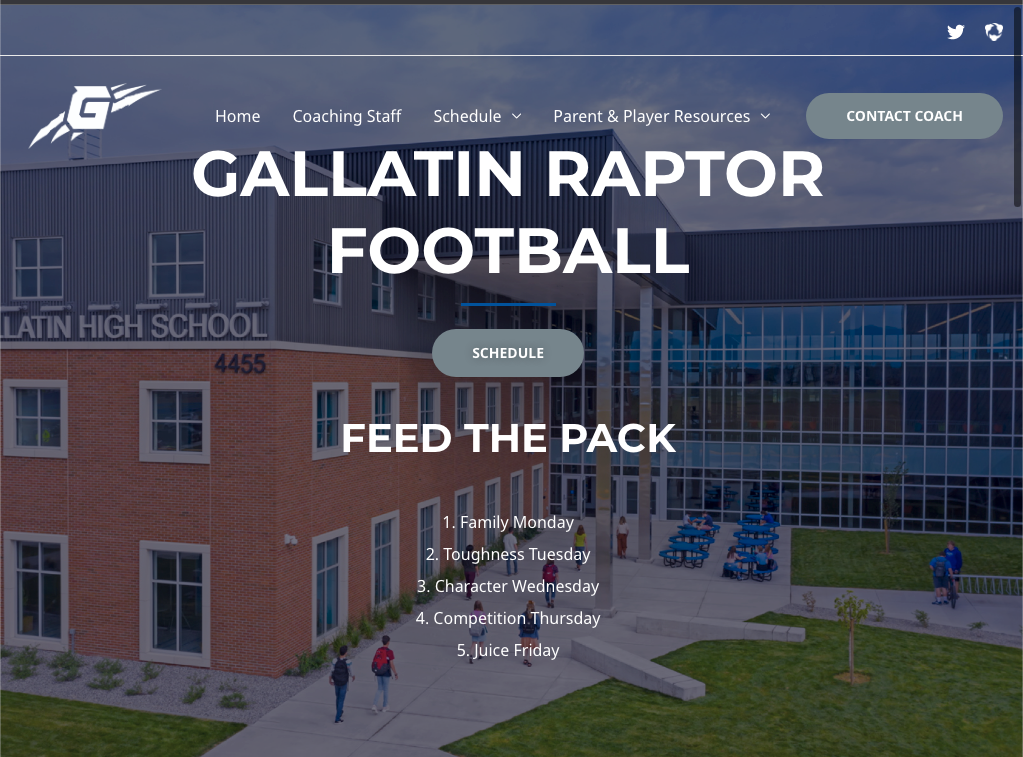 G
Home
Coaching Staff
Schedule
Parent & Player Resources
CONTACT COACH
GALLATIN RAPTOR
FOOTBALL
LATIN HIGH SCHOOL
4455
SCHEDULE
FEED THE PACK
1. Family Monday
2. Toughness Tuesday
3. Character Wednesday
4. Competition Thursday
5. Juice Friday